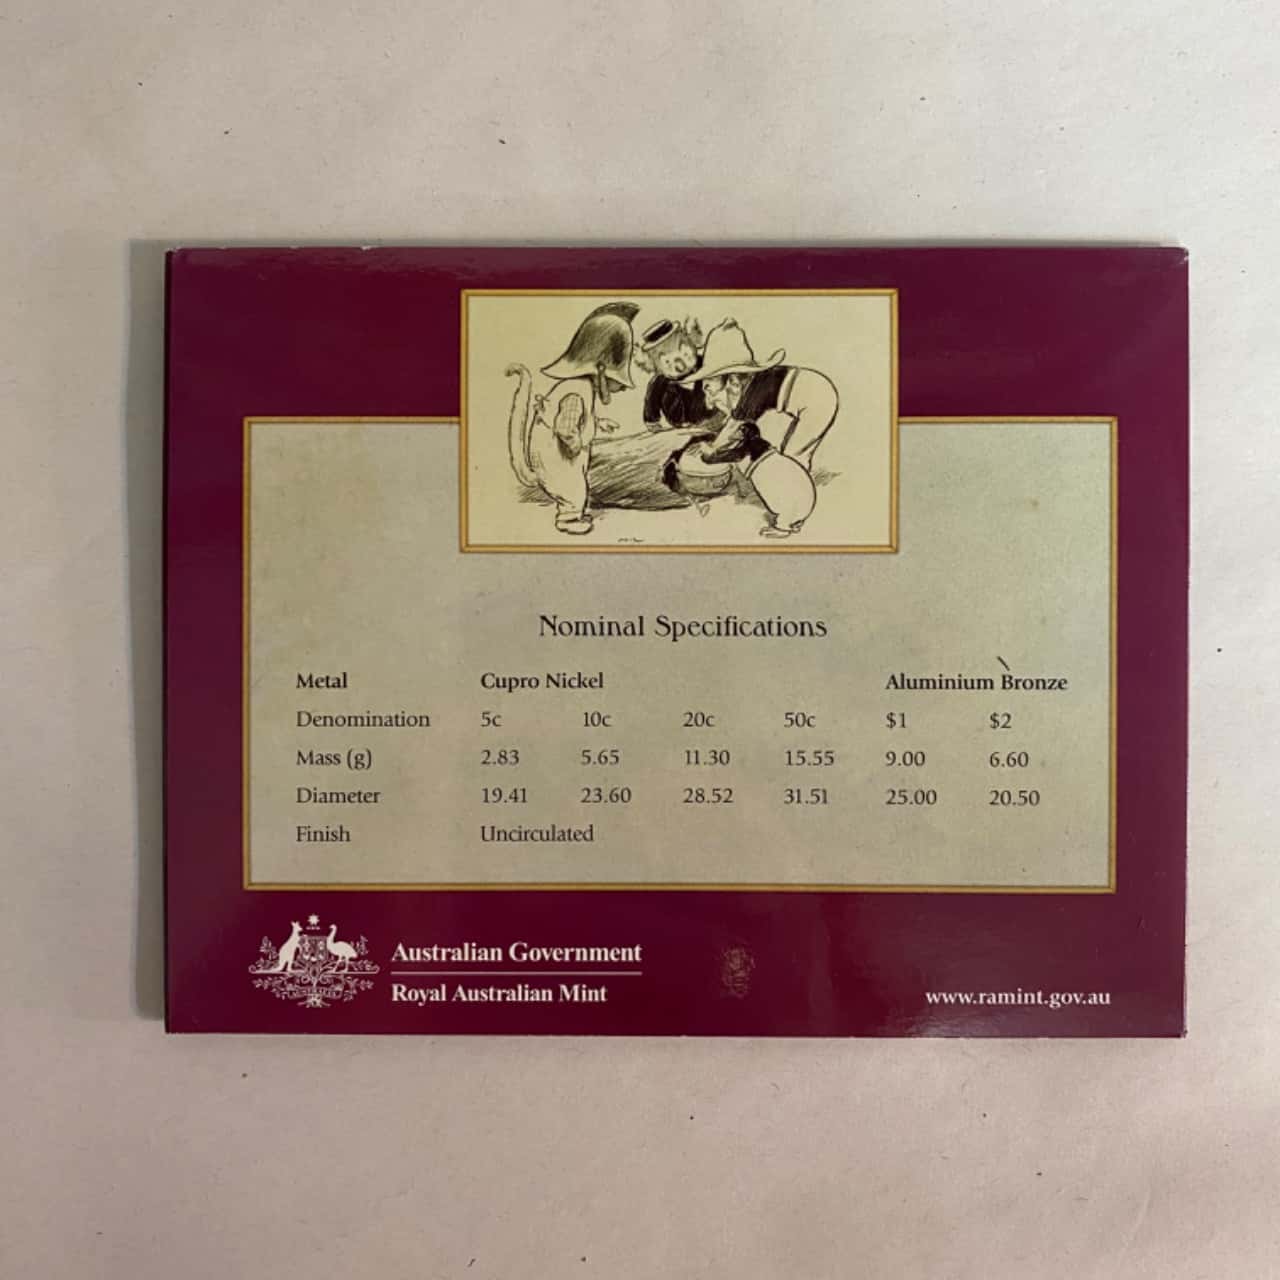 Nominal Specifications
Metal Cupro Nickel Aluminium Bronze
Denomination 5c 10c 20c 50c $1 $2
Mass (g) 2.83 5.65 11.30 15.55 9.00 6.60
Diameter 19.41 23.60 28.52 31.51 25.00 20.50
Finish Uncirculated
Australian Government
Royal Australian Mint
www.ramint.gov.au